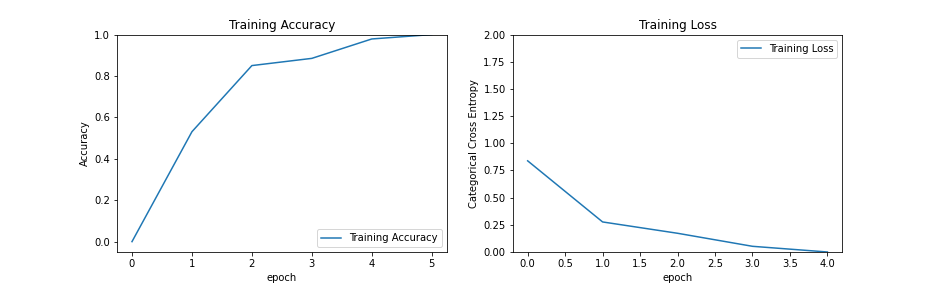 Training Accuracy
1.0
0.8
0.6
0.4
0.2
0.0
Accuracy
Training Accuracy
0 1 2 3 4 5
epoch
Training Loss
2.00
1.75
1.50
1.25
1.00
0.75
0.50
0.25
0.00
Categorical Cross Entropy
Training Loss
0.0 0.5 1.0 1.5 2.0 2.5 3.0 3.5 4.0
epoch